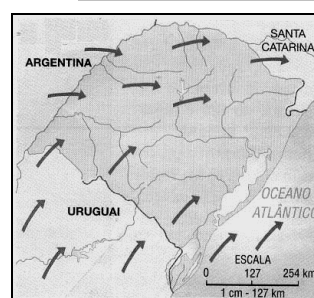 SANTA
CATARINA
ARGENTINA
URUGUAI
OCEANO
ATLÂNTICO
ESCALA
0 127 254 km
1 cm - 127 km